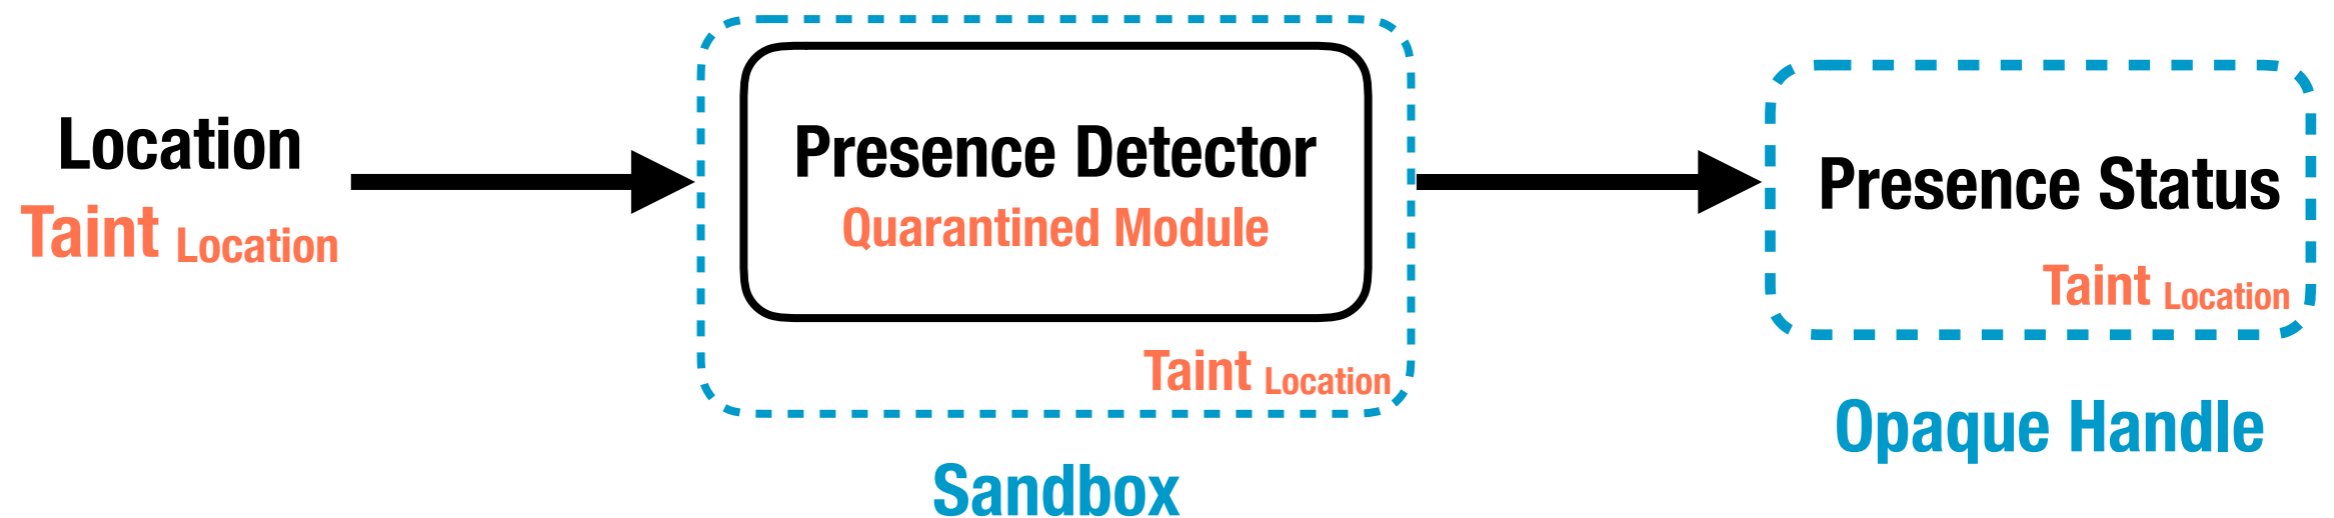 Location
Taint Location
Presence Detector
Quarantined Module
Taint Location
Sandbox
Presence Status
Taint Location
Opaque Handle